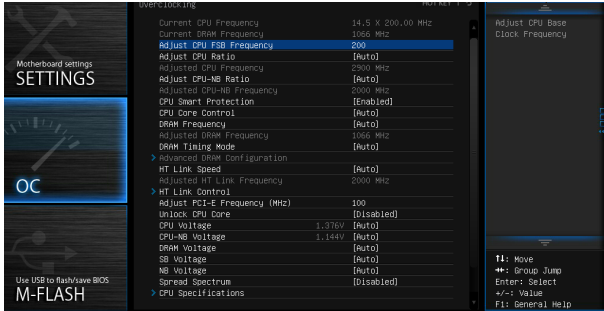 Overclocking
HOT KEY
Motherboard settings
SETTINGS
OC
Use USB to flash/save BIOS
M-FLASH
Current CPU Frequency 14.5 X 200.00 MHz
Current DRAM Frequency 1066 MHz
Adjust CPU FSB Frequency 200
Adjust CPU Ratio [Auto]
Adjusted CPU Frequency 2900 MHz
Adjust CPU-NB Ratio [Auto]
Adjusted CPU-NB Frequency 2000 MHz
CPU Smart Protection [Enabled]
CPU Core Control [Auto]
DRAM Frequency [Auto]
Adjusted DRAM Frequency 1066 MHz
DRAM Timing Mode [Auto]
> Advanced DRAM Configuration
HT Link Speed [Auto]
Adjusted HT Link Frequency 2000 MHz
> HT Link Control
Adjust PCI-E Frequency (MHz) 100
Unlock CPU Core [Disabled]
CPU Voltage 1.376V [Auto]
CPU-NB Voltage 1.144V [Auto]
DRAM Voltage [Auto]
SB Voltage [Auto]
NB Voltage [Auto]
Spread Spectrum [Disabled]
> CPU Specifications
Adjust CPU Base
Clock Frequency
↑↓: Move
→←: Group Jump
Enter: Select
+/-: Value
F1: General Help